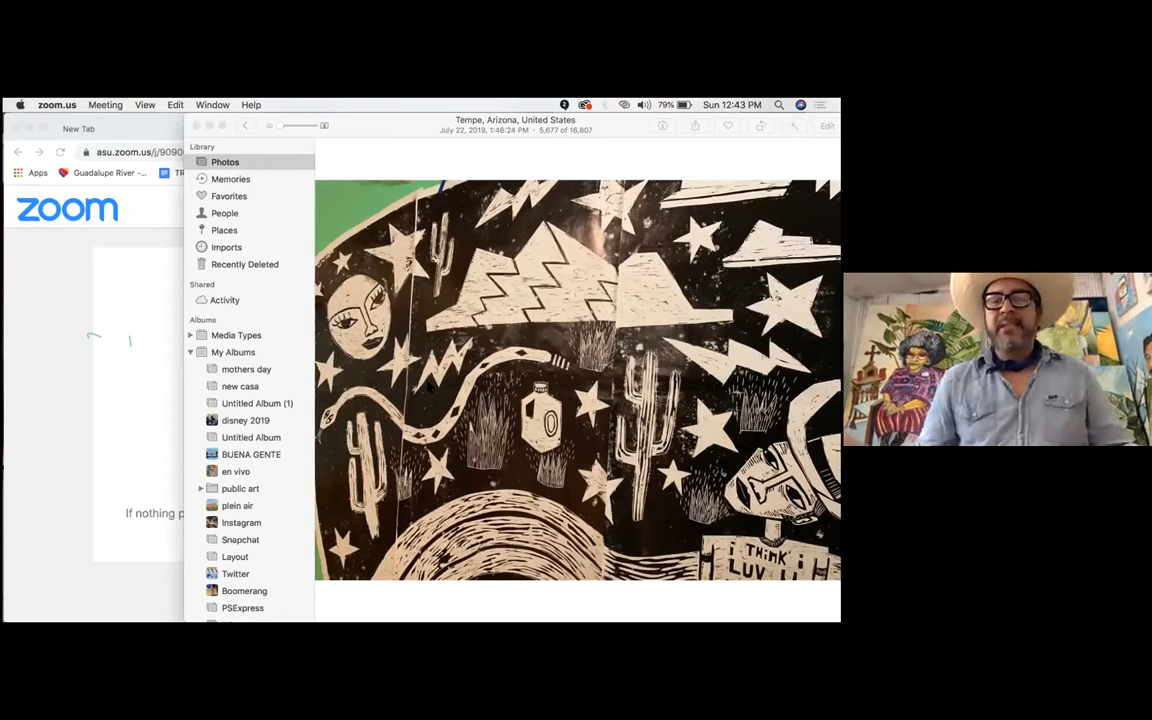 zoom.us Meeting View Edit Window Help
79% Sun 12:43 PM
New Tab
asu.zoom.us/j/9090
Apps Guadalupe River -...
zoom
If nothing p
Tempe, Arizona, United States
July 22, 2019, 1:46:24 PM · 5,677 of 16,807
Edit
Library
Photos
Memories
Favorites
People
Places
Imports
Recently Deleted
Shared
Activity
Albums
Media Types
My Albums
mothers day
new casa
Untitled Album (1)
disney 2019
Untitled Album
BUENA GENTE
en vivo
public art
plein air
Instagram
Snapchat
Layout
Twitter
Boomerang
PSExpress
THiNK
LUV